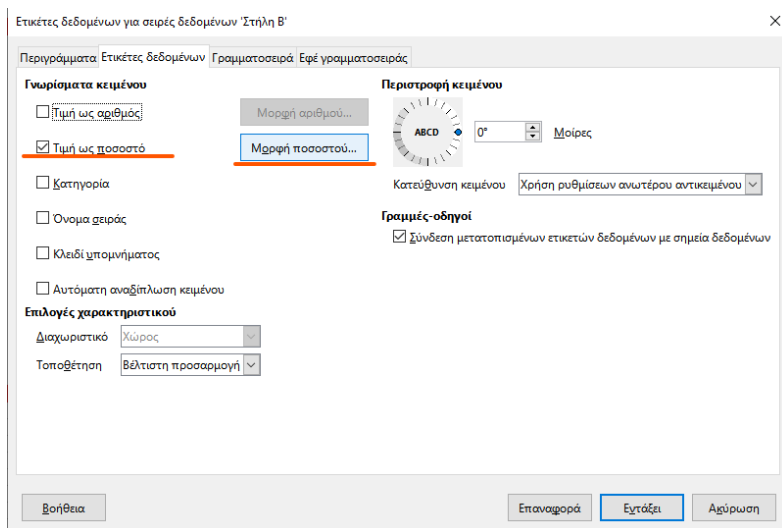 Ετικέτες δεδομένων για σειρές δεδομένων 'Στήλη B'
Περιγράμματα Ετικέτες δεδομένων Γραμματοσειρά Εφέ γραμματοσειράς
Γνωρίσματα κειμένου
Τιμή ως αριθμός
Μορφή αριθμού...
Τιμή ως ποσοστό
Μορφή ποσοστού...
Κατηγορία
Όνομα σειράς
Κλειδί υπομνήματος
Αυτόματη αναδίπλωση κειμένου
Επιλογές χαρακτηριστικού
Διαχωριστικό Χώρος
Τοποθέτηση Βέλτιστη προσαρμογή
Περιστροφή κειμένου
ABCD
0° Μοίρες
Κατεύθυνση κειμένου Χρήση ρυθμίσεων ανωτέρου αντικειμένου
Γραμμές-οδηγοί
Σύνδεση μετατοπισμένων ετικετών δεδομένων με σημεία δεδομένων
Βοήθεια Επαναφορά Εντάξει Ακύρωση